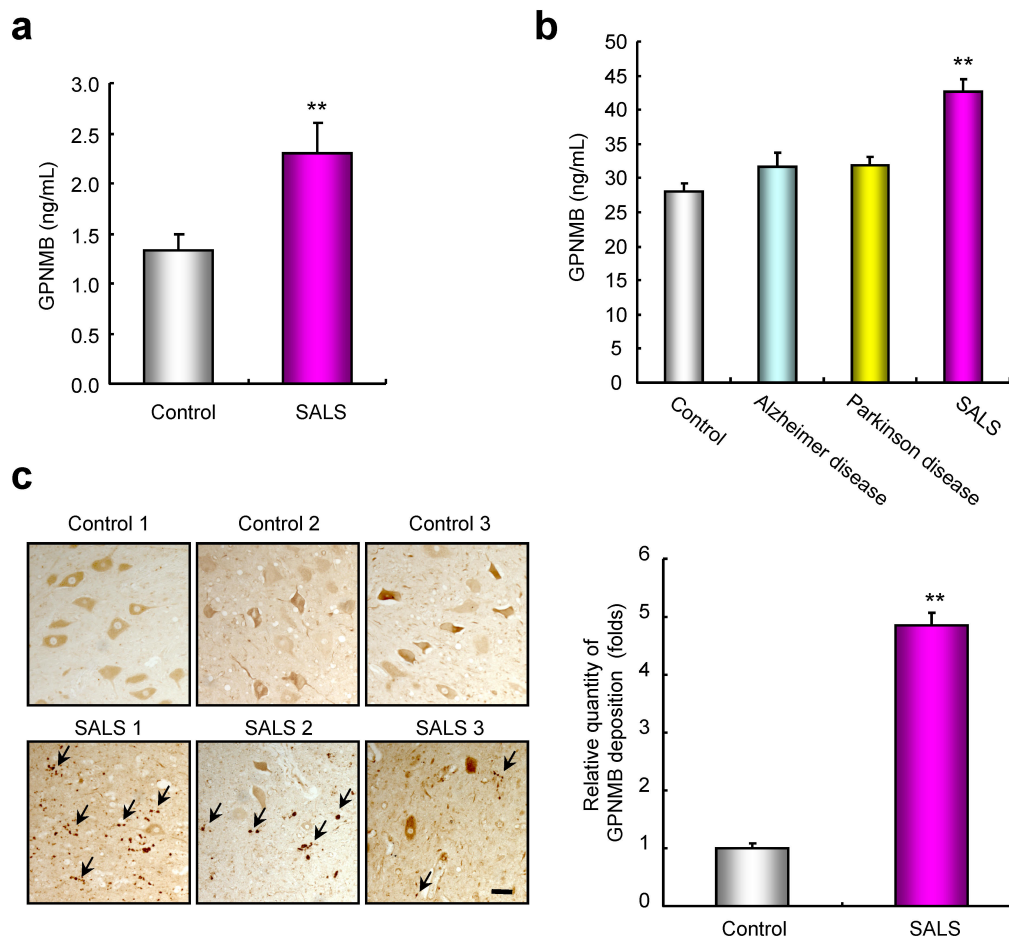 a
3.0
2.5
2.0
1.5
1.0
0.5
0.0
GPNMB (ng/mL)
**
Control
SALS
b
50
45
40
35
30
25
20
15
10
5
0
GPNMB (ng/mL)
**
Control
Alzheimer disease
Parkinson disease
SALS
c
Control 1
Control 2
Control 3
SALS 1
SALS 2
SALS 3
6
5
4
3
2
1
0
Relative quantity of
GPNMB deposition (folds)
**
Control
SALS